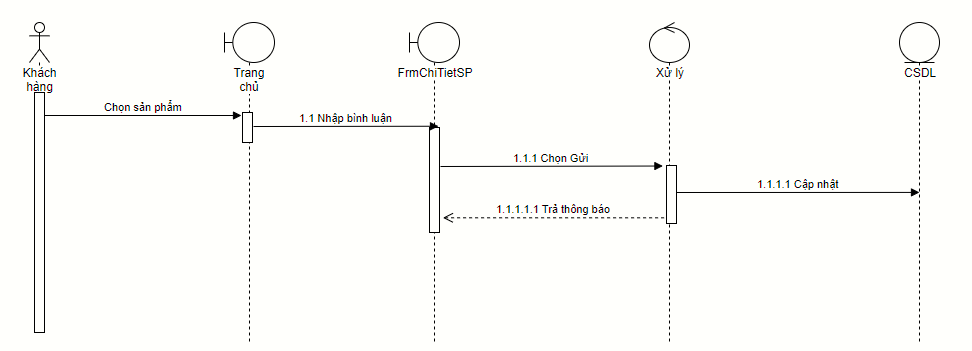 Khách
hàng
Trang
chủ
FrmChiTietSP
Xử lý
CSDL
Chọn sản phẩm
1.1 Nhập bình luận
1.1.1 Chọn Gửi
1.1.1.1 Cập nhật
1.1.1.1.1 Trả thông báo